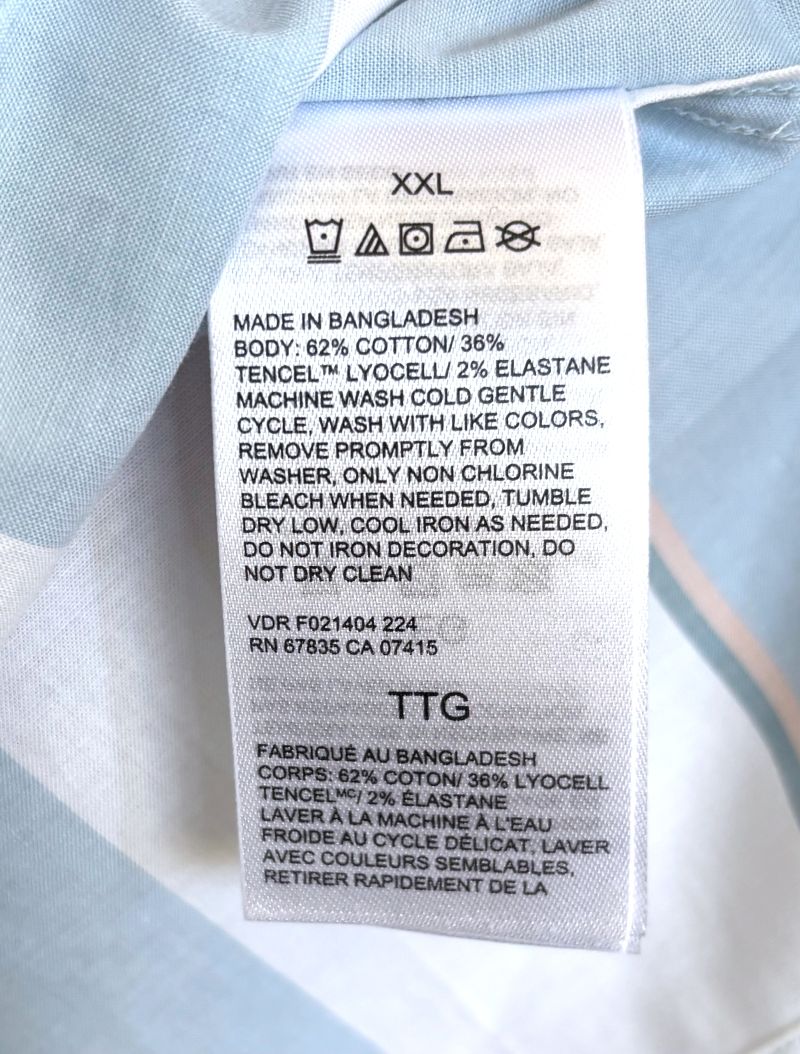 XXL
MADE IN BANGLADESH
BODY: 62% COTTON/ 36%
TENCEL™ LYOCELL/ 2% ELASTANE
MACHINE WASH COLD GENTLE
CYCLE, WASH WITH LIKE COLORS,
REMOVE PROMPTLY FROM
WASHER, ONLY NON CHLORINE
BLEACH WHEN NEEDED, TUMBLE
DRY LOW, COOL IRON AS NEEDED,
DO NOT IRON DECORATION, DO
NOT DRY CLEAN
VDR F021404 224
RN 67835 CA 07415
TTG
FABRIQUÉ AU BANGLADESH
CORPS: 62% COTON/ 36% LYOCELL
TENCELᴹᶜ/ 2% ÉLASTANE
LAVER À LA MACHINE À L'EAU
FROIDE AU CYCLE DÉLICAT, LAVER
AVEC COULEURS SEMBLABLES,
RETIRER RAPIDEMENT DE LA